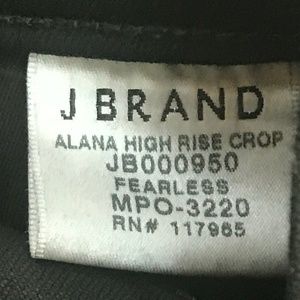 J BRAND
ALANA HIGH RISE CROP
JB000950
FEARLESS
MPO-3220
RN# 117965